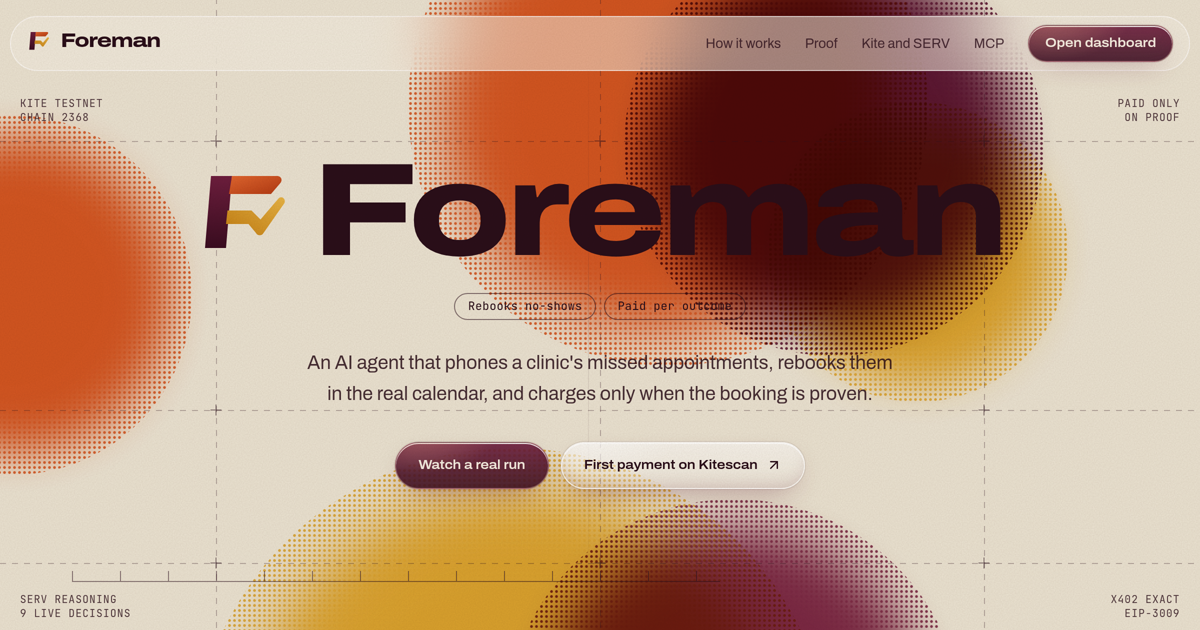 Foreman
How it works
Proof
Kite and SERV
MCP
Open dashboard
KITE TESTNET
CHAIN 2368
PAID ONLY
ON PROOF
Foreman
Rebooks no-shows
Paid per outcome
An AI agent that phones a clinic's missed appointments, rebooks them
in the real calendar, and charges only when the booking is proven.
Watch a real run
First payment on Kitescan
SERV REASONING
9 LIVE DECISIONS
X402 EXACT
EIP-3009